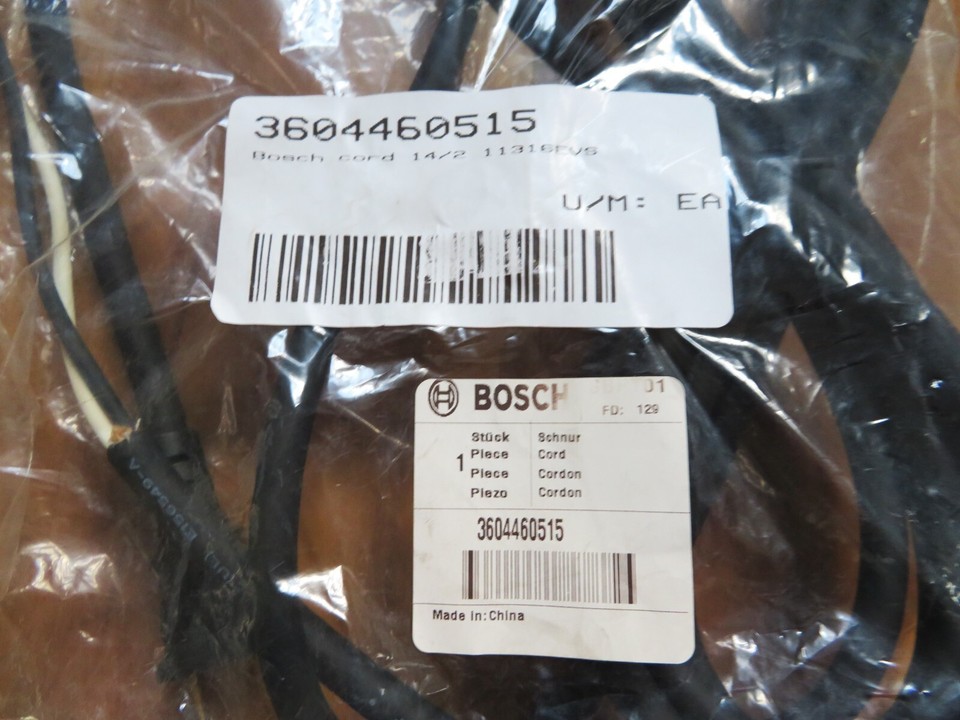 3604460515
Bosch cord 14/2 11316EVS
U/M: EA
BOSCH
FD: 129
Stück Schnur
1 Piece Cord
Piece Cordon
Piezo Cordon
3604460515
Made in: China